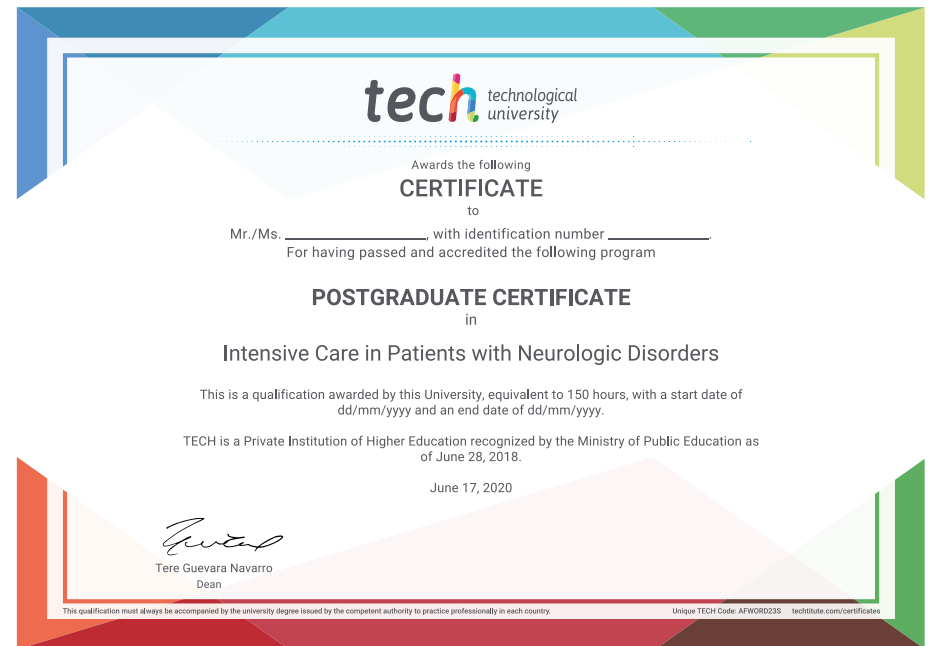 tech technological
university
Awards the following
CERTIFICATE
to
Mr./Ms. ____________________, with identification number ______________.
For having passed and accredited the following program
POSTGRADUATE CERTIFICATE
in
Intensive Care in Patients with Neurologic Disorders
This is a qualification awarded by this University, equivalent to 150 hours, with a start date of
dd/mm/yyyy and an end date of dd/mm/yyyy.
TECH is a Private Institution of Higher Education recognized by the Ministry of Public Education as
of June 28, 2018.
June 17, 2020
Tere Guevara Navarro
Dean
This qualification must always be accompanied by the university degree issued by the competent authority to practice professionally in each country.
Unique TECH Code: AFWORD23S techtitute.com/certificates